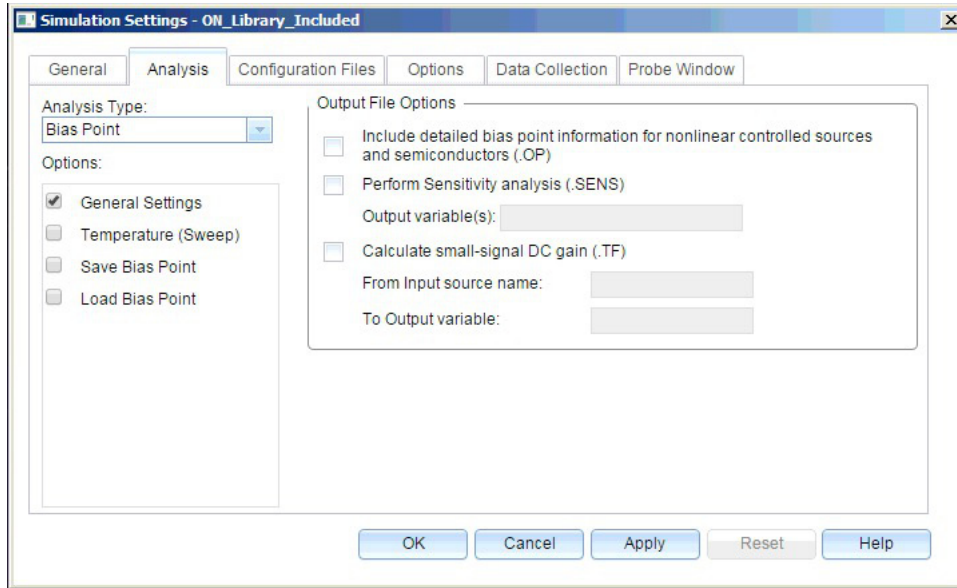 Simulation Settings - ON_Library_Included
General
Analysis
Configuration Files
Options
Data Collection
Probe Window
Analysis Type:
Bias Point
Options:
General Settings
Temperature (Sweep)
Save Bias Point
Load Bias Point
Output File Options
Include detailed bias point information for nonlinear controlled sources
and semiconductors (.OP)
Perform Sensitivity analysis (.SENS)
Output variable(s):
Calculate small-signal DC gain (.TF)
From Input source name:
To Output variable:
OK
Cancel
Apply
Reset
Help